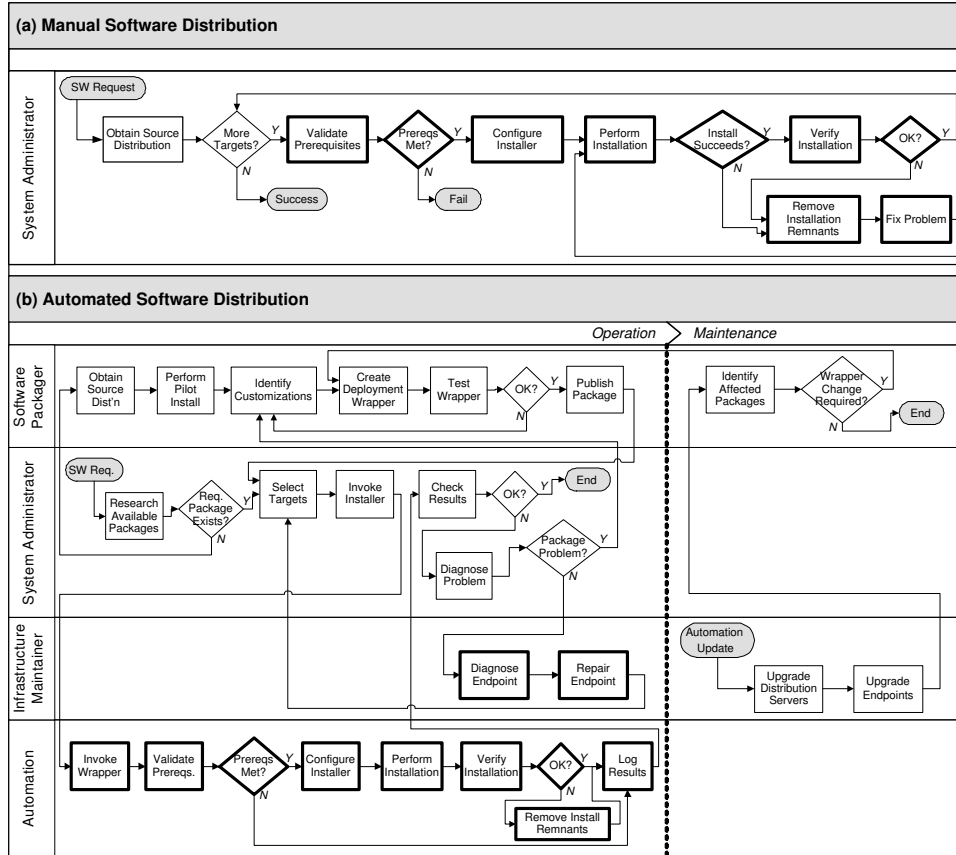 (a) Manual Software Distribution
System Administrator
SW Request
Obtain Source
Distribution
More
Targets?
Y
N
Success
Validate
Prerequisites
Prereqs
Met?
Y
N
Fail
Configure
Installer
Perform
Installation
Install
Succeeds?
Y
N
Verify
Installation
OK?
Y
N
Remove
Installation
Remnants
Fix Problem
(b) Automated Software Distribution
Operation
Maintenance
Software
Packager
Obtain
Source
Dist'n
Perform
Pilot
Install
Identify
Customizations
Create
Deployment
Wrapper
Test
Wrapper
OK?
Y
N
Publish
Package
Identify
Affected
Packages
Wrapper
Change
Required?
Y
N
End
System Administrator
SW Req.
Research
Available
Packages
Req.
Package
Exists?
Y
N
Select
Targets
Invoke
Installer
Check
Results
OK?
Y
N
End
Diagnose
Problem
Package
Problem?
Y
N
Infrastructure
Maintainer
Diagnose
Endpoint
Repair
Endpoint
Automation
Update
Upgrade
Distribution
Servers
Upgrade
Endpoints
Automation
Invoke
Wrapper
Validate
Prereqs.
Prereqs
Met?
Y
N
Configure
Installer
Perform
Installation
Verify
Installation
OK?
Y
N
Log
Results
Remove Install
Remnants